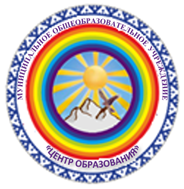 МУНИЦИПАЛЬНОЕ ОБЩЕОБРАЗОВАТЕЛЬНОЕ УЧРЕЖДЕНИЕ
«ЦЕНТР ОБРАЗОВАНИЯ»